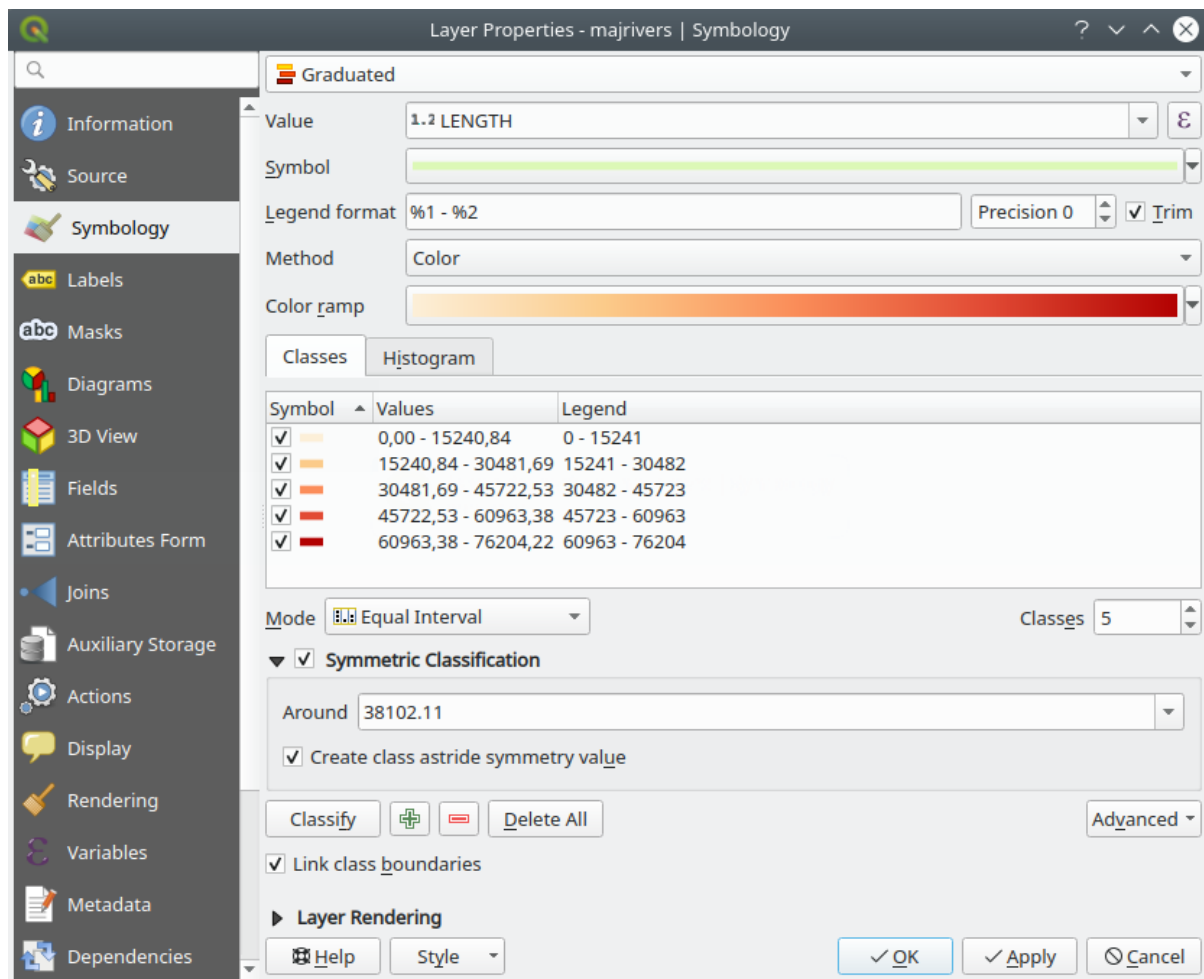 Layer Properties - majrivers | Symbology
Graduated
Information
Source
Symbology
Labels
Masks
Diagrams
3D View
Fields
Attributes Form
Joins
Auxiliary Storage
Actions
Display
Rendering
Variables
Metadata
Dependencies
Value 1.2 LENGTH ε
Symbol
Legend format %1 - %2 Precision 0 Trim
Method Color
Color ramp
Classes Histogram
Symbol Values Legend
0,00 - 15240,84 0 - 15241
15240,84 - 30481,69 15241 - 30482
30481,69 - 45722,53 30482 - 45723
45722,53 - 60963,38 45723 - 60963
60963,38 - 76204,22 60963 - 76204
Mode Equal Interval Classes 5
Symmetric Classification
Around 38102.11
Create class astride symmetry value
Classify Delete All Advanced
Link class boundaries
Layer Rendering
Help Style OK Apply Cancel